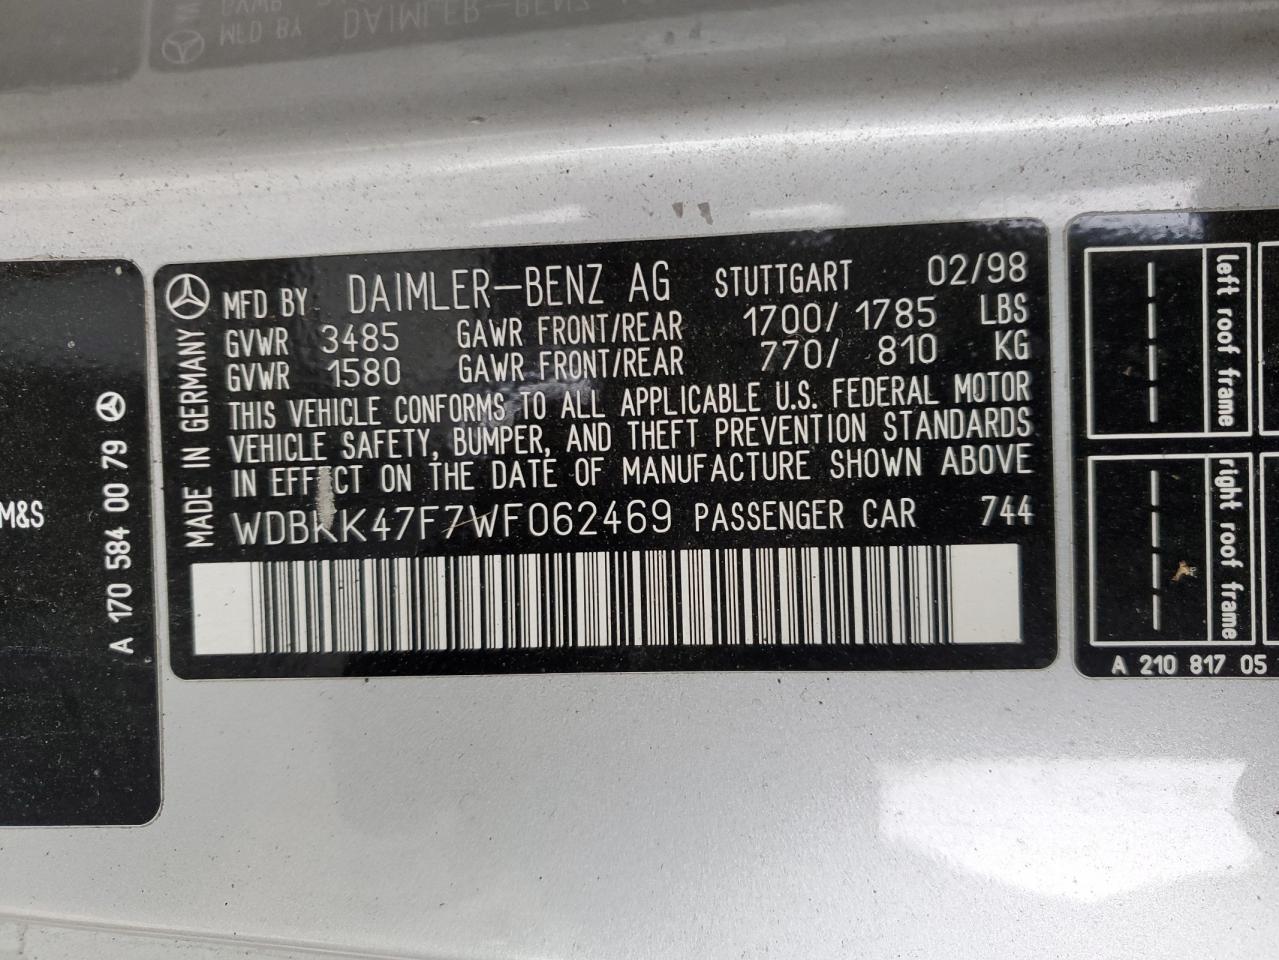 MFD BY DAIMLER-BENZ
M&S
A 170 584 00 79
MADE IN GERMANY
MFD BY DAIMLER-BENZ AG STUTTGART 02/98
GVWR 3485 GAWR FRONT/REAR 1700/ 1785 LBS
GVWR 1580 GAWR FRONT/REAR 770/ 810 KG
THIS VEHICLE CONFORMS TO ALL APPLICABLE U.S. FEDERAL MOTOR
VEHICLE SAFETY, BUMPER, AND THEFT PREVENTION STANDARDS
IN EFFECT ON THE DATE OF MANUFACTURE SHOWN ABOVE
WDBKK47F7WF062469 PASSENGER CAR 744
left roof frame
right roof frame
A 210 817 05